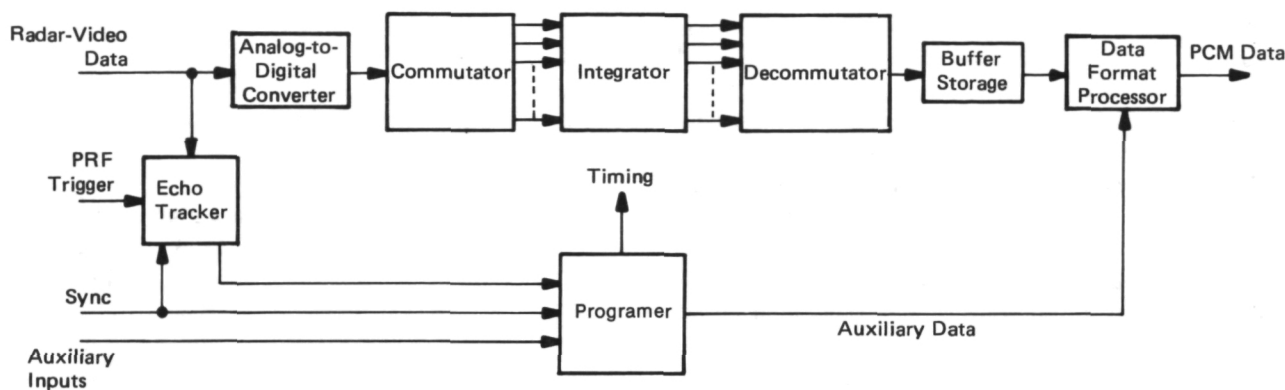 Radar-Video
Data
Analog-to-
Digital
Converter
Commutator
Integrator
Decommutator
Buffer
Storage
Data
Format
Processor
PCM Data
PRF
Trigger
Echo
Tracker
Timing
Sync
Programer
Auxiliary Data
Auxiliary
Inputs